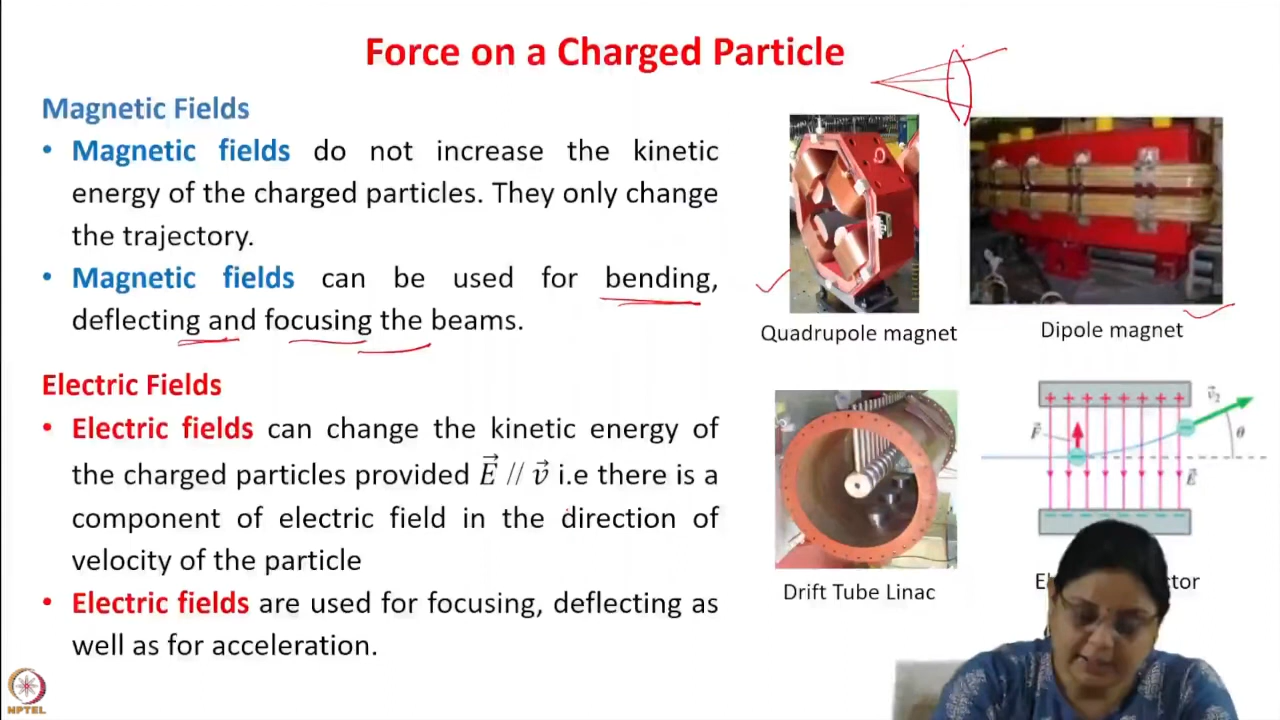 Force on a Charged Particle
Magnetic Fields
• Magnetic fields do not increase the kinetic
energy of the charged particles. They only change
the trajectory.
• Magnetic fields can be used for bending,
deflecting and focusing the beams.
Quadrupole magnet
Dipole magnet
Electric Fields
• Electric fields can change the kinetic energy of
the charged particles provided E⃗ // v⃗ i.e there is a
component of electric field in the direction of
velocity of the particle
• Electric fields are used for focusing, deflecting as
well as for acceleration.
Drift Tube Linac
+ + + + + + + +
v⃗₂
F⃗
θ
E⃗
NPTEL